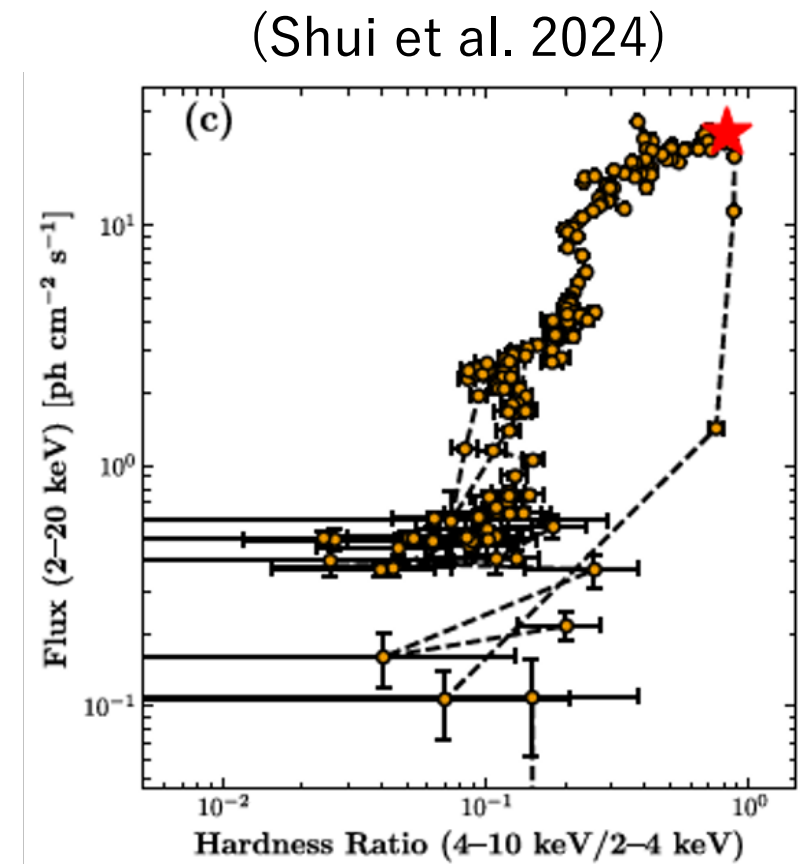 (Shui et al. 2024)
(c)
Flux (2–20 keV) [ph cm⁻² s⁻¹]
10¹
10⁰
10⁻¹
10⁻² 10⁻¹ 10⁰
Hardness Ratio (4–10 keV/2–4 keV)